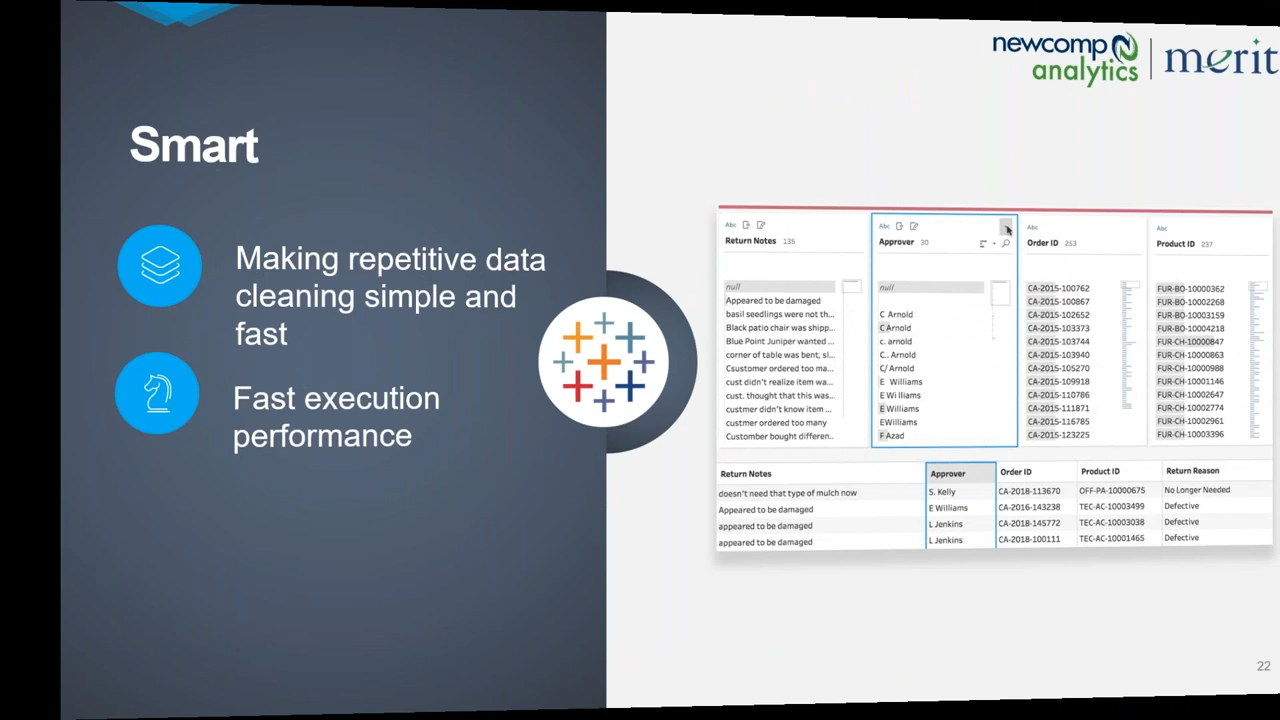 newcomp
analytics
merit
Smart
Making repetitive data
cleaning simple and
fast
Fast execution
performance
Abc
Return Notes 135
null
Appeared to be damaged
basil seedlings were not th...
Black patio chair was shipp...
Blue Point Juniper wanted ...
corner of table was bent, sl...
Csustomer ordered too ma...
cust didn't realize item wa...
cust. thought that this was...
custmer didn't know item ...
custmer ordered too many
Customber bought differen..
Abc
Approver 30
null
C Arnold
C Arnold
c. arnold
C.. Arnold
C/ Arnold
E Williams
E Wi lliams
E Williams
EWilliams
F Azad
Abc
Order ID 253
CA-2015-100762
CA-2015-100867
CA-2015-102652
CA-2015-103373
CA-2015-103744
CA-2015-103940
CA-2015-105270
CA-2015-109918
CA-2015-110786
CA-2015-111871
CA-2015-116785
CA-2015-123225
Abc
Product ID 237
FUR-BO-10000362
FUR-BO-10002268
FUR-BO-10003159
FUR-BO-10004218
FUR-CH-10000847
FUR-CH-10000863
FUR-CH-10000988
FUR-CH-10001146
FUR-CH-10002647
FUR-CH-10002774
FUR-CH-10002961
FUR-CH-10003396
Return Notes Approver Order ID Product ID Return Reason
doesn't need that type of mulch now S. Kelly CA-2018-113670 OFF-PA-10000675 No Longer Needed
Appeared to be damaged E Williams CA-2016-143238 TEC-AC-10003499 Defective
appeared to be damaged L Jenkins CA-2018-145772 TEC-AC-10003038 Defective
appeared to be damaged L Jenkins CA-2018-100111 TEC-AC-10001465 Defective
22